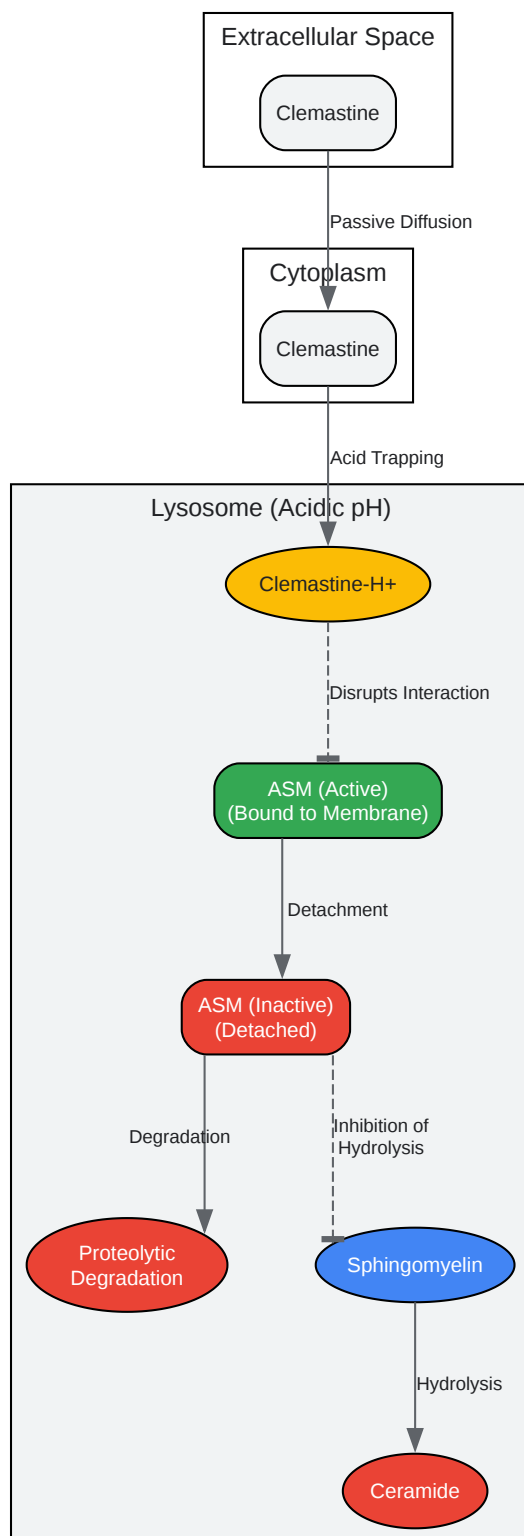 Extracellular Space
Clemastine
Passive Diffusion
Cytoplasm
Clemastine
Acid Trapping
Lysosome (Acidic pH)
Clemastine-H+
Disrupts Interaction
ASM (Active)
(Bound to Membrane)
Detachment
ASM (Inactive)
(Detached)
Degradation
Inhibition of
Hydrolysis
Proteolytic
Degradation
Sphingomyelin
Hydrolysis
Ceramide